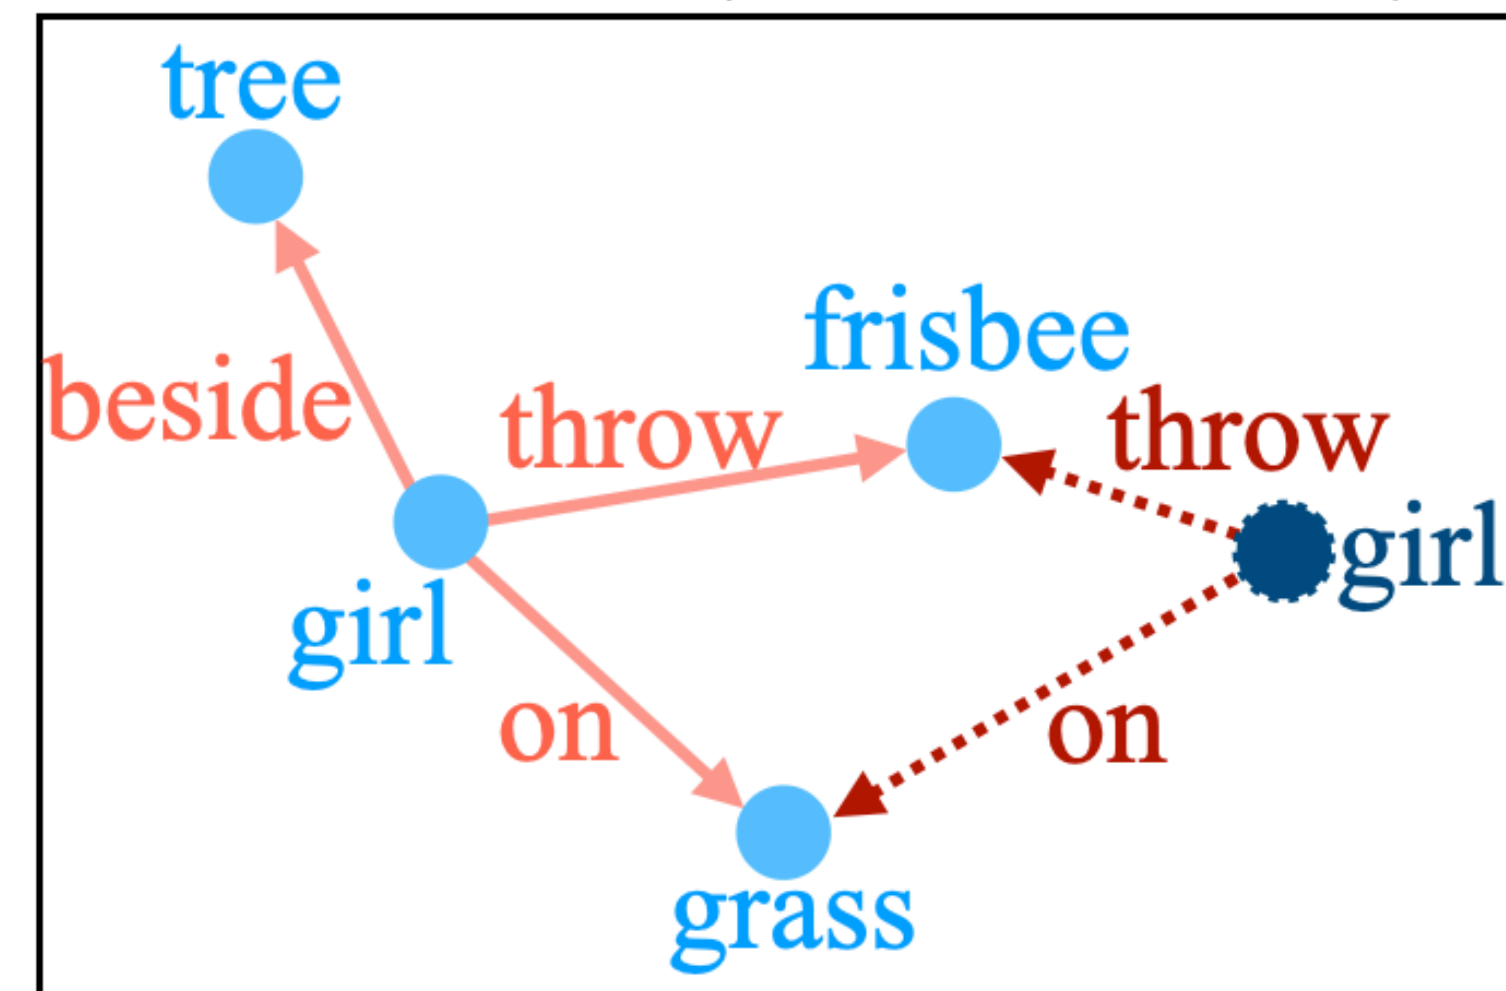 tree
frisbee
beside
throw
throw
girl
girl
on
on
grass